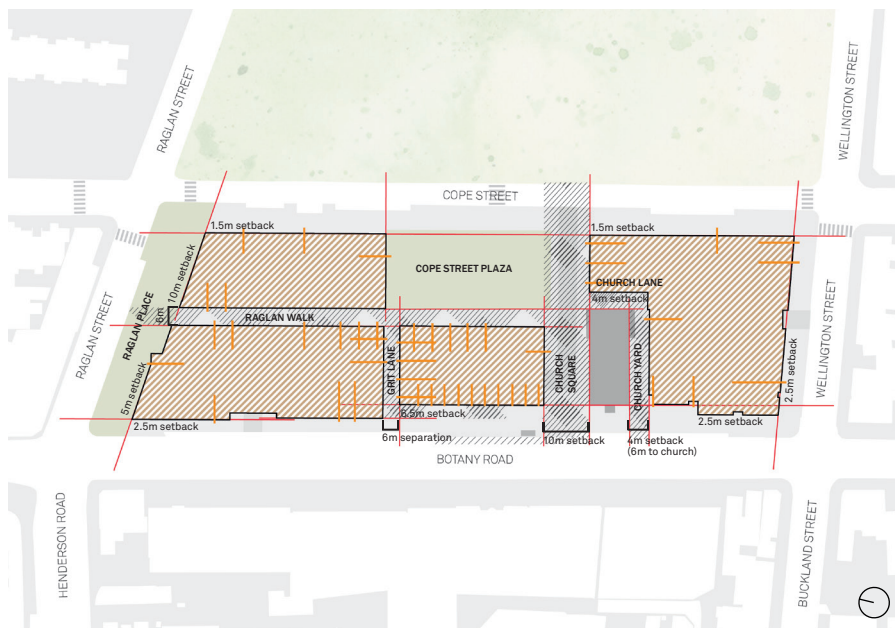 RAGLAN STREET
WELLINGTON STREET
COPE STREET
1.5m setback
1.5m setback
10m setback
COPE STREET PLAZA
CHURCH LANE
4m setback
RAGLAN STREET
RAGLAN PLACE
6m
RAGLAN WALK
WELLINGTON STREET
GRIT LANE
CHURCH
SQUARE
CHURCH YARD
5m setback
2.5m setback
2.5m setback
6.5m setback
2.5m setback
6m separation
10m setback
4m setback
(6m to church)
BOTANY ROAD
HENDERSON ROAD
BUCKLAND STREET